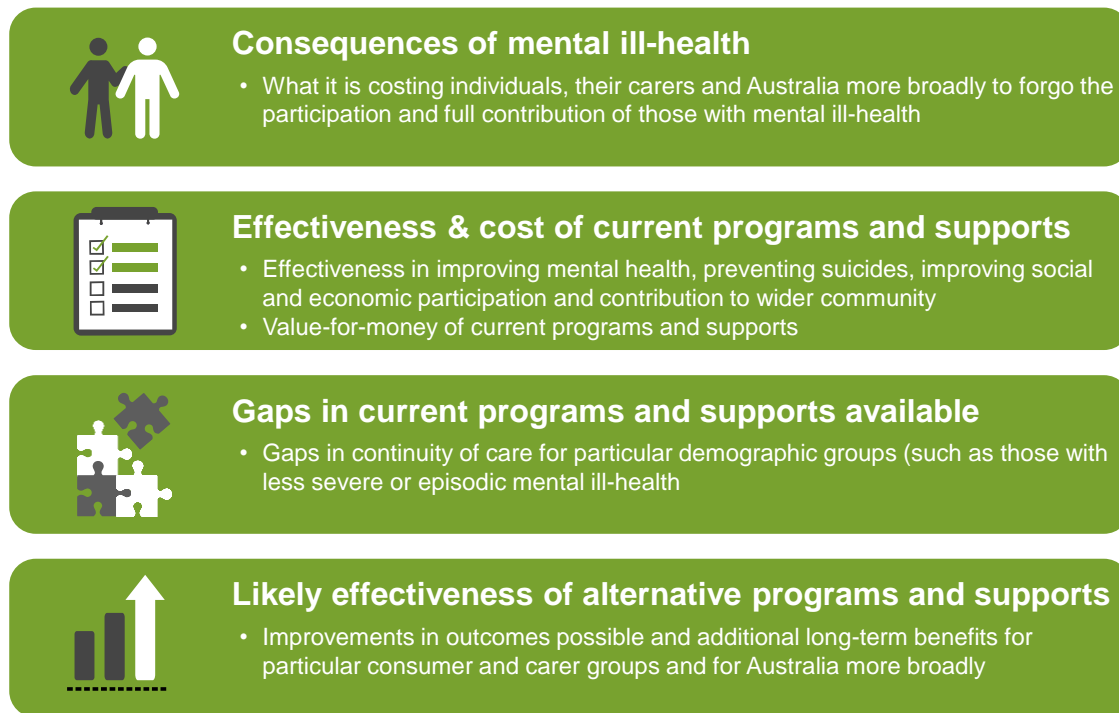 Consequences of mental ill-health
• What it is costing individuals, their carers and Australia more broadly to forgo the
participation and full contribution of those with mental ill-health
Effectiveness & cost of current programs and supports
• Effectiveness in improving mental health, preventing suicides, improving social
and economic participation and contribution to wider community
• Value-for-money of current programs and supports
Gaps in current programs and supports available
• Gaps in continuity of care for particular demographic groups (such as those with
less severe or episodic mental ill-health
Likely effectiveness of alternative programs and supports
• Improvements in outcomes possible and additional long-term benefits for
particular consumer and carer groups and for Australia more broadly